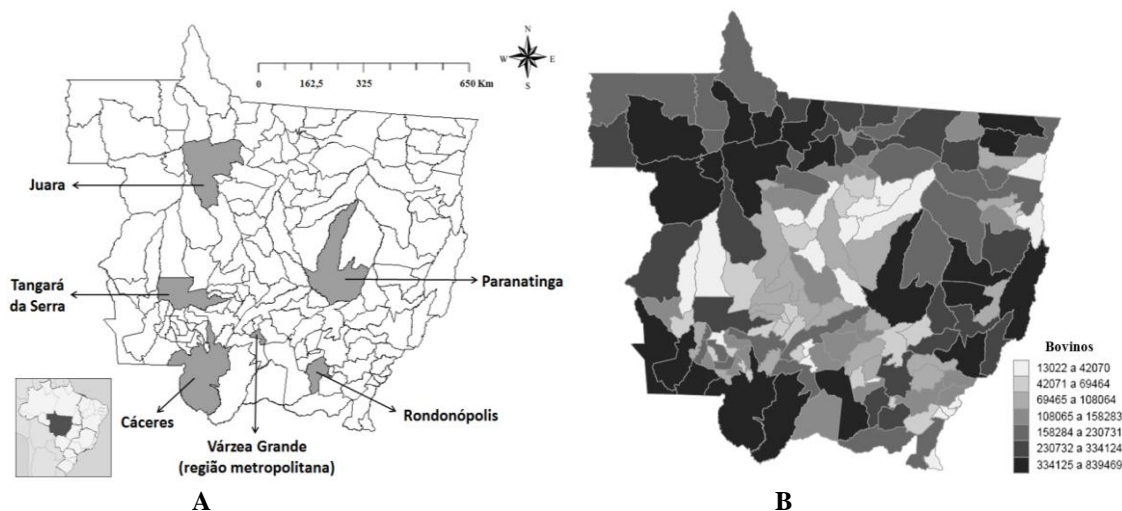 N
W E
S
0 162,5 325 650 Km
Juara
Tangará
da Serra
Cáceres
Várzea Grande
(região metropolitana)
Rondonópolis
Paranatinga
A
Bovinos
13022 a 42070
42071 a 69464
69465 a 108064
108065 a 158283
158284 a 230731
230732 a 334124
334125 a 839469
B